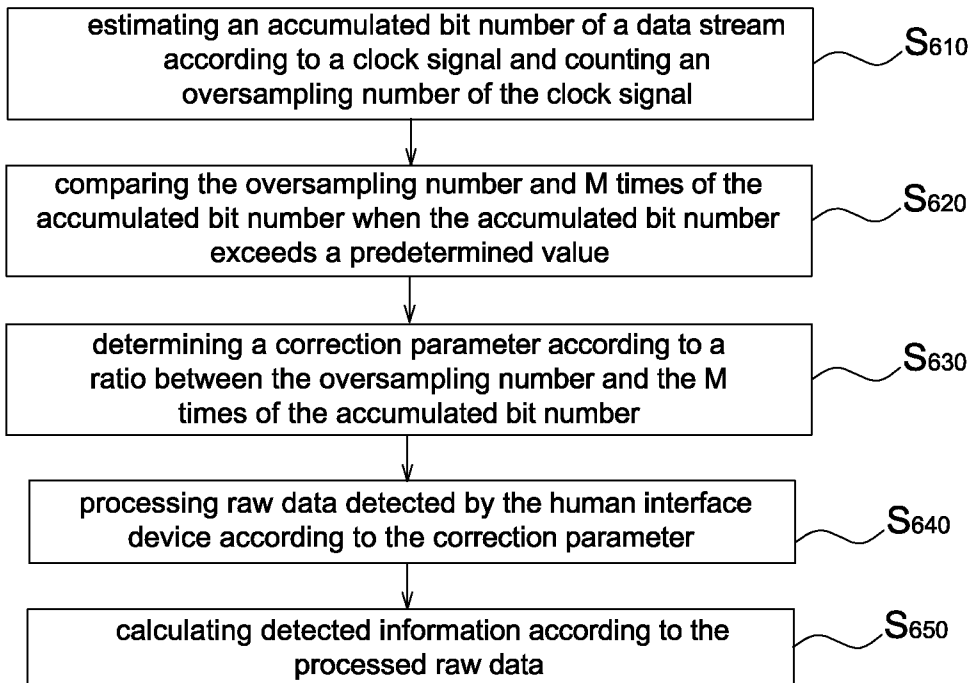 estimating an accumulated bit number of a data stream
according to a clock signal and counting an
oversampling number of the clock signal
S610
comparing the oversampling number and M times of the
accumulated bit number when the accumulated bit number
exceeds a predetermined value
S620
determining a correction parameter according to a
ratio between the oversampling number and the M
times of the accumulated bit number
S630
processing raw data detected by the human interface
device according to the correction parameter
S640
calculating detected information according to the
processed raw data
S650